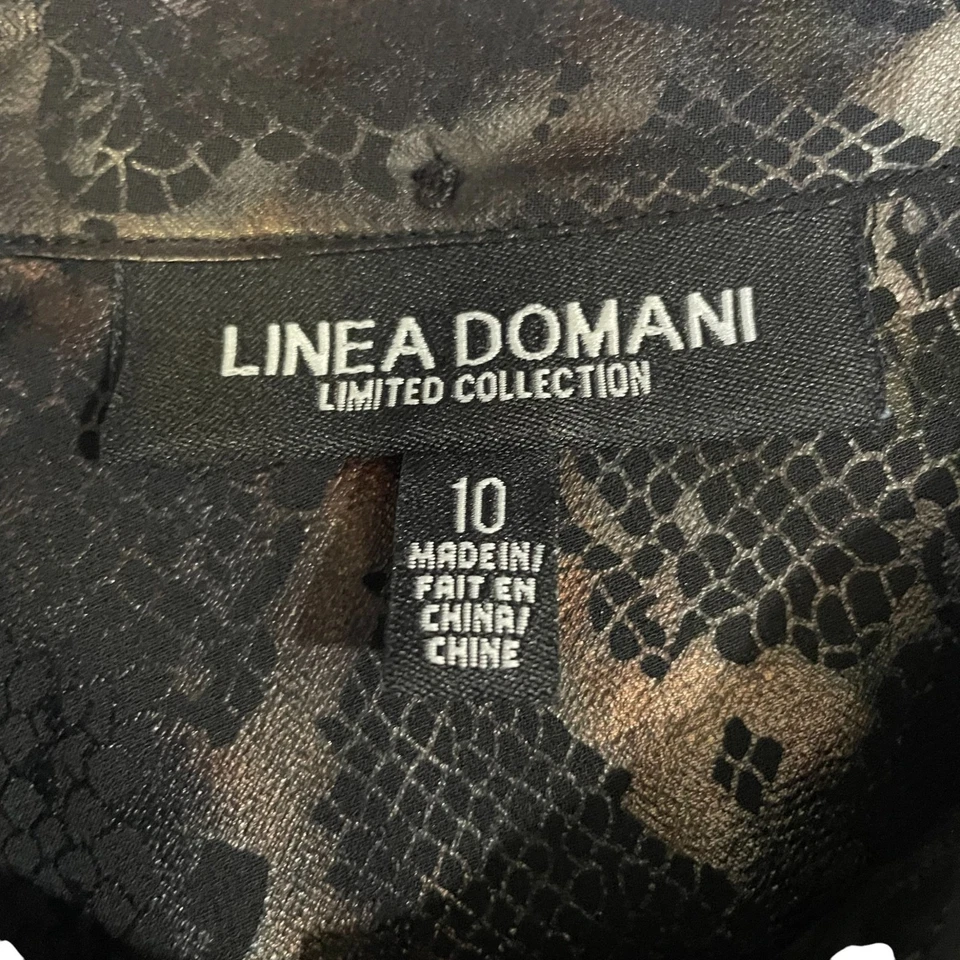 LINEA DOMANI
LIMITED COLLECTION
10
MADE IN/
FAIT EN
CHINA/
CHINE